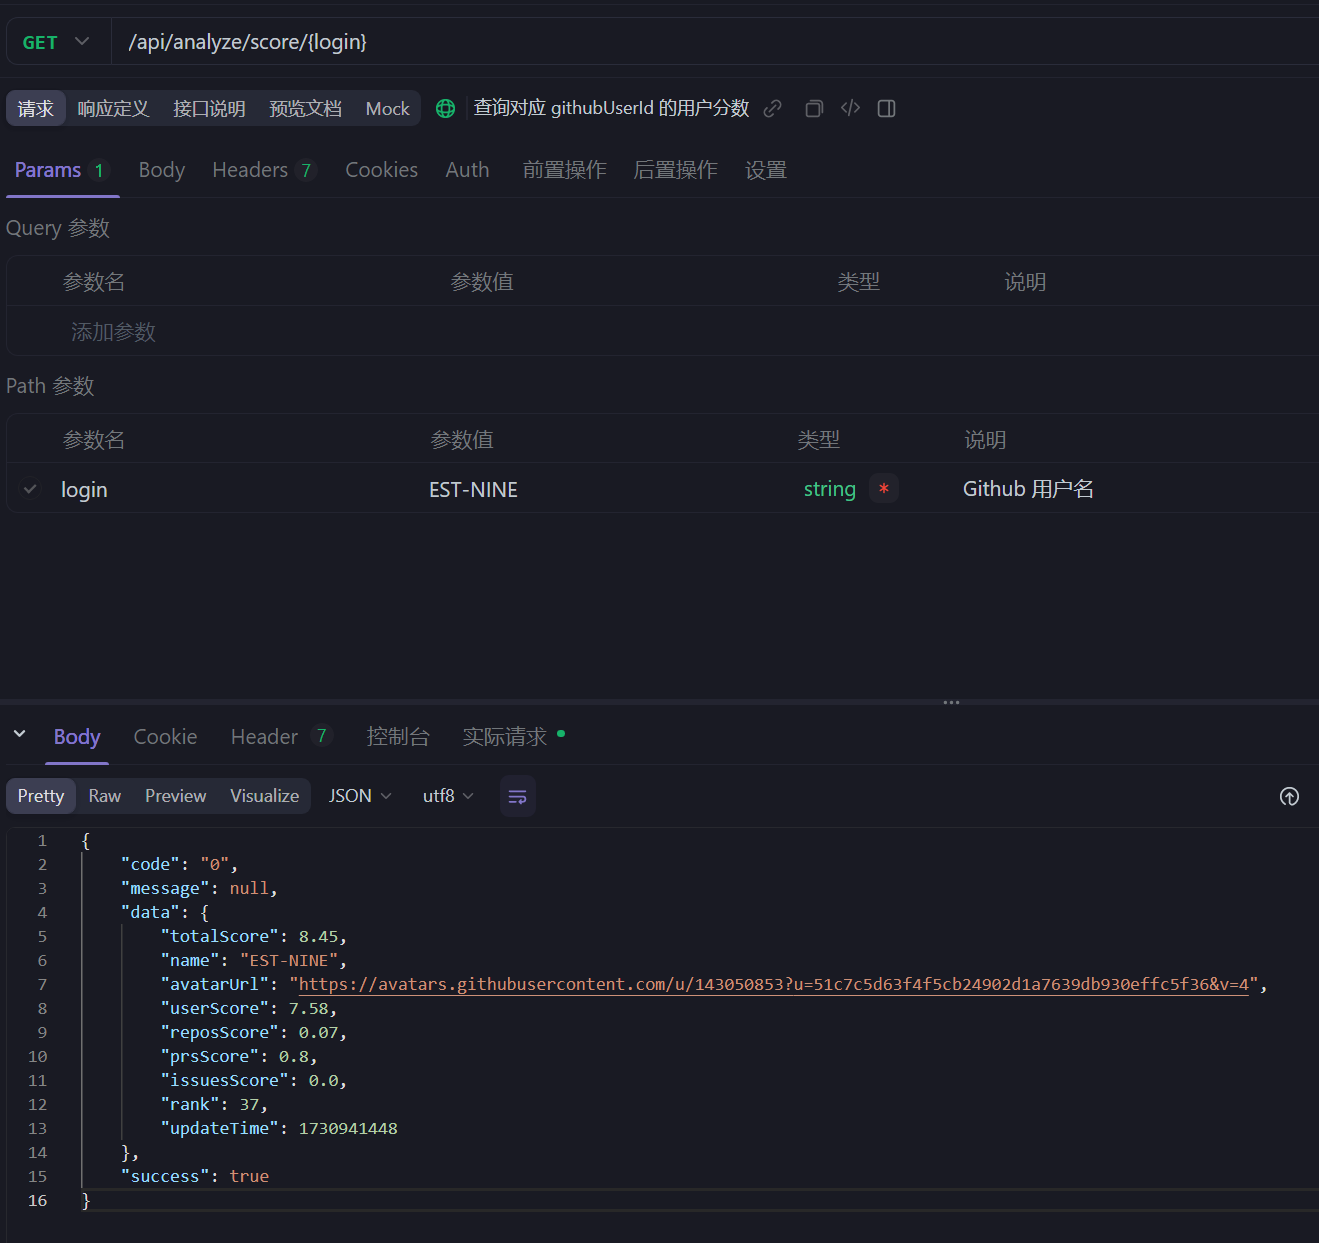 GET /api/analyze/score/{login}
请求 响应定义 接口说明 预览文档 Mock 查询对应 githubUserId 的用户分数
Params 1 Body Headers 7 Cookies Auth 前置操作 后置操作 设置
Query 参数
参数名 参数值 类型 说明
添加参数
Path 参数
参数名 参数值 类型 说明
login EST-NINE string * Github 用户名
Body Cookie Header 7 控制台 实际请求
Pretty Raw Preview Visualize JSON utf8
1 {
2 "code": "0",
3 "message": null,
4 "data": {
5 "totalScore": 8.45,
6 "name": "EST-NINE",
7 "avatarUrl": "https://avatars.githubusercontent.com/u/143050853?u=51c7c5d63f4f5cb24902d1a7639db930effc5f36&v=4",
8 "userScore": 7.58,
9 "reposScore": 0.07,
10 "prsScore": 0.8,
11 "issuesScore": 0.0,
12 "rank": 37,
13 "updateTime": 1730941448
14 },
15 "success": true
16 }